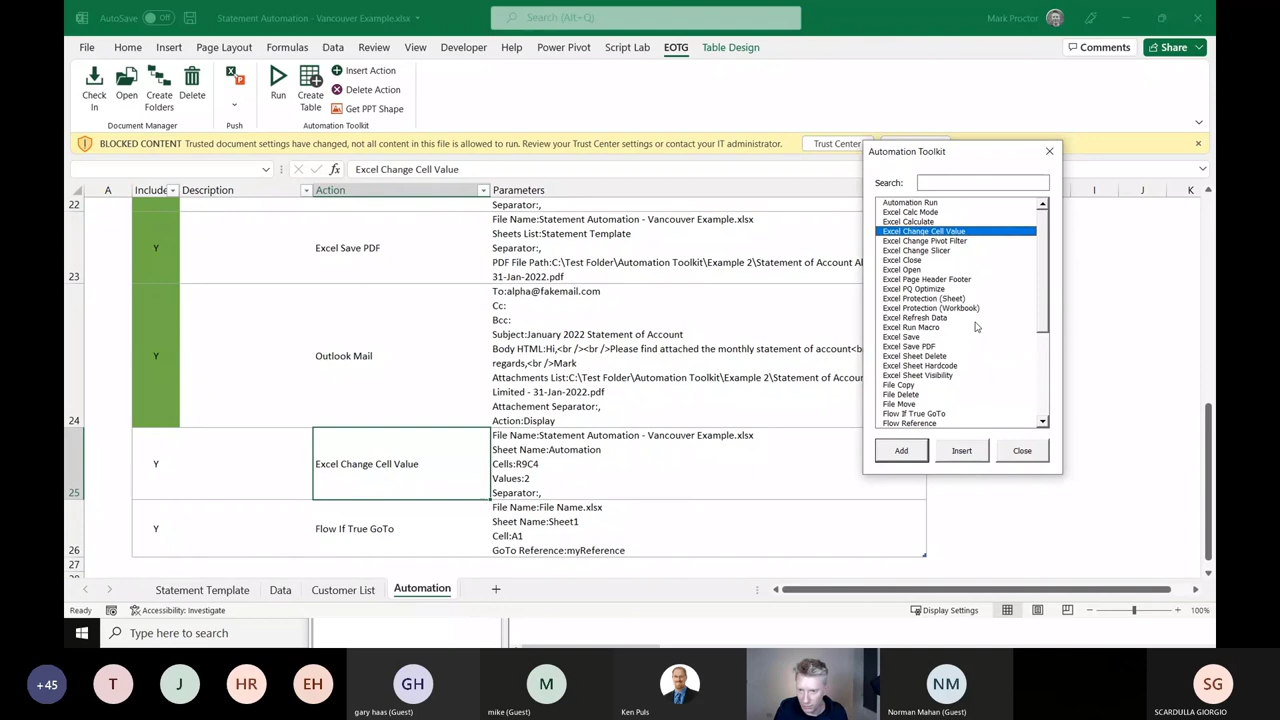 AutoSave Off Statement Automation - Vancouver Example.xlsx Search (Alt+Q) Mark Proctor
File Home Insert Page Layout Formulas Data Review View Developer Help Power Pivot Script Lab EOTG Table Design Comments Share
Check In
Open
Create Folders
Delete
Document Manager
Push
Run
Create Table
Insert Action
Delete Action
Get PPT Shape
Automation Toolkit
BLOCKED CONTENT Trusted document settings have changed, not all content in this file is allowed to run. Review your Trust Center settings or contact your IT administrator. Trust Center
fx Excel Change Cell Value
A Include Description Action Parameters I J K
22 Separator:,
23 Y Excel Save PDF
File Name:Statement Automation - Vancouver Example.xlsx
Sheets List:Statement Template
Separator:,
PDF File Path:C:\Test Folder\Automation Toolkit\Example 2\Statement of Account Al
31-Jan-2022.pdf
24 Y Outlook Mail
To:alpha@fakemail.com
Cc:
Bcc:
Subject:January 2022 Statement of Account
Body HTML:Hi,<br /><br />Please find attached the monthly statement of account<b
regards,<br />Mark
Attachments List:C:\Test Folder\Automation Toolkit\Example 2\Statement of Account
Limited - 31-Jan-2022.pdf
Attachement Separator:,
Action:Display
25 Y Excel Change Cell Value
File Name:Statement Automation - Vancouver Example.xlsx
Sheet Name:Automation
Cells:R9C4
Values:2
Separator:,
26 Y Flow If True GoTo
File Name:File Name.xlsx
Sheet Name:Sheet1
Cell:A1
GoTo Reference:myReference
27
Automation Toolkit
Search:
Automation Run
Excel Calc Mode
Excel Calculate
Excel Change Cell Value
Excel Change Pivot Filter
Excel Change Slicer
Excel Close
Excel Open
Excel Page Header Footer
Excel PQ Optimize
Excel Protection (Sheet)
Excel Protection (Workbook)
Excel Refresh Data
Excel Run Macro
Excel Save
Excel Save PDF
Excel Sheet Delete
Excel Sheet Hardcode
Excel Sheet Visibility
File Copy
File Delete
File Move
Flow If True GoTo
Flow Reference
Add Insert Close
Statement Template Data Customer List Automation
Ready Accessibility: Investigate Display Settings 100%
Type here to search
+45 T J HR EH GH M NM SG
gary haas (Guest) mike (Guest) Ken Puls Norman Mahan (Guest) SCARDULLA GIORGIO